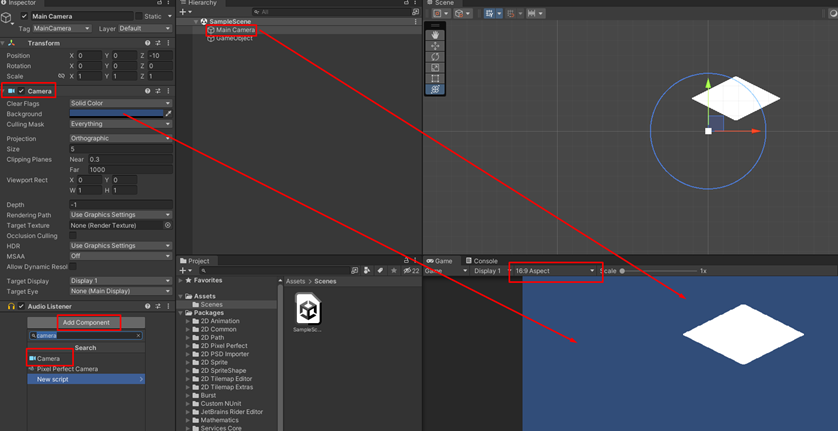 Inspector
Main Camera
Static
Tag MainCamera Layer Default
Transform
Position X 0 Y 0 Z -10
Rotation X 0 Y 0 Z 0
Scale X 1 Y 1 Z 1
Camera
Clear Flags Solid Color
Background
Culling Mask Everything
Projection Orthographic
Size 5
Clipping Planes Near 0.3
Far 1000
Viewport Rect X 0 Y 0
W 1 H 1
Depth -1
Rendering Path Use Graphics Settings
Target Texture None (Render Texture)
Occlusion Culling
HDR Use Graphics Settings
MSAA Off
Allow Dynamic Resol
Target Display Display 1
Target Eye None (Main Display)
Audio Listener
Add Component
camera
Search
Camera
Pixel Perfect Camera
New script
Hierarchy
All
SampleScene
Main Camera
GameObject
Project
22
Favorites
Assets
Scenes
Packages
2D Animation
2D Common
2D Path
2D Pixel Perfect
2D PSD Importer
2D Sprite
2D SpriteShape
2D Tilemap Editor
2D Tilemap Extras
Burst
Custom NUnit
JetBrains Rider Editor
Mathematics
Services Core
Assets > Scenes
SampleSc...
Scene
Game Console
Game Display 1 16:9 Aspect Scale 1x